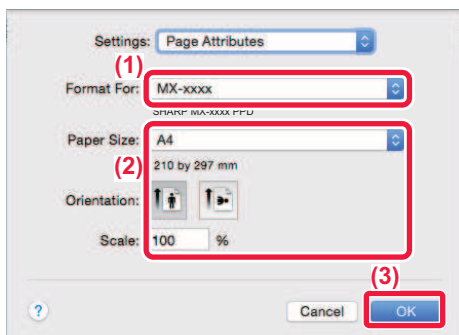 Settings: Page Attributes
(1)
Format For: MX-xxxx
SHARP MX-xxxx PPD
Paper Size: A4
(2) 210 by 297 mm
Orientation:
Scale: 100 %
(3)
? Cancel OK